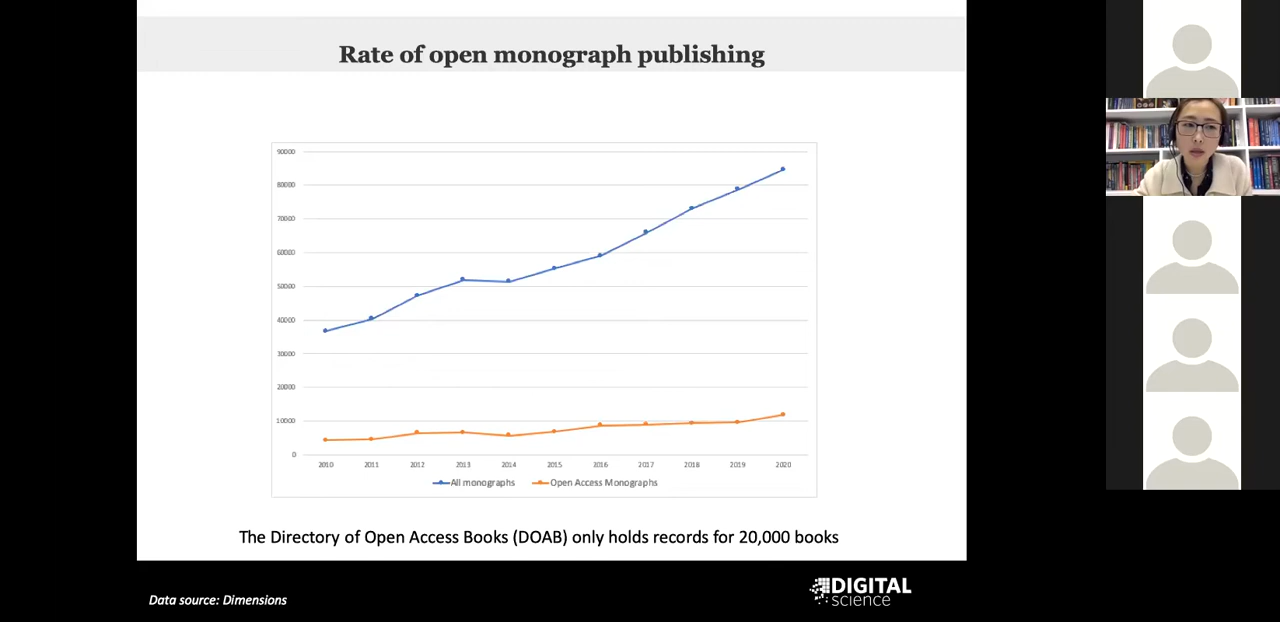 Rate of open monograph publishing
90000
80000
70000
60000
50000
40000
30000
20000
10000
0
2010 2011 2012 2013 2014 2015 2016 2017 2018 2019 2020
All monographs Open Access Monographs
The Directory of Open Access Books (DOAB) only holds records for 20,000 books
Data source: Dimensions
DIGITAL
science